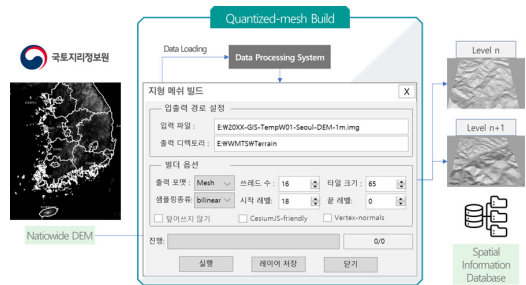 Quantized-mesh Build
국토지리정보원
Data Loading
Data Processing System
Level n
지형 메쉬 빌드
X
입출력 경로 설정
입력 파일 : E:₩20XX-GIS-TempW01-Seoul-DEM-1m.img
출력 디렉토리 : E:₩WMTS₩Terrain
Level n+1
빌더 옵션
출력 포맷 : Mesh 쓰레드 수 : 16 타일 크기 : 65
샘플링종류: bilinear 시작 레벨: 18 끝 레벨: 0
덮어쓰지 않기 CesiumJS-friendly Vertex-normals
Natiowide DEM
진행: 0/0
실행 레이어 저장 닫기
Spatial
Information
Database